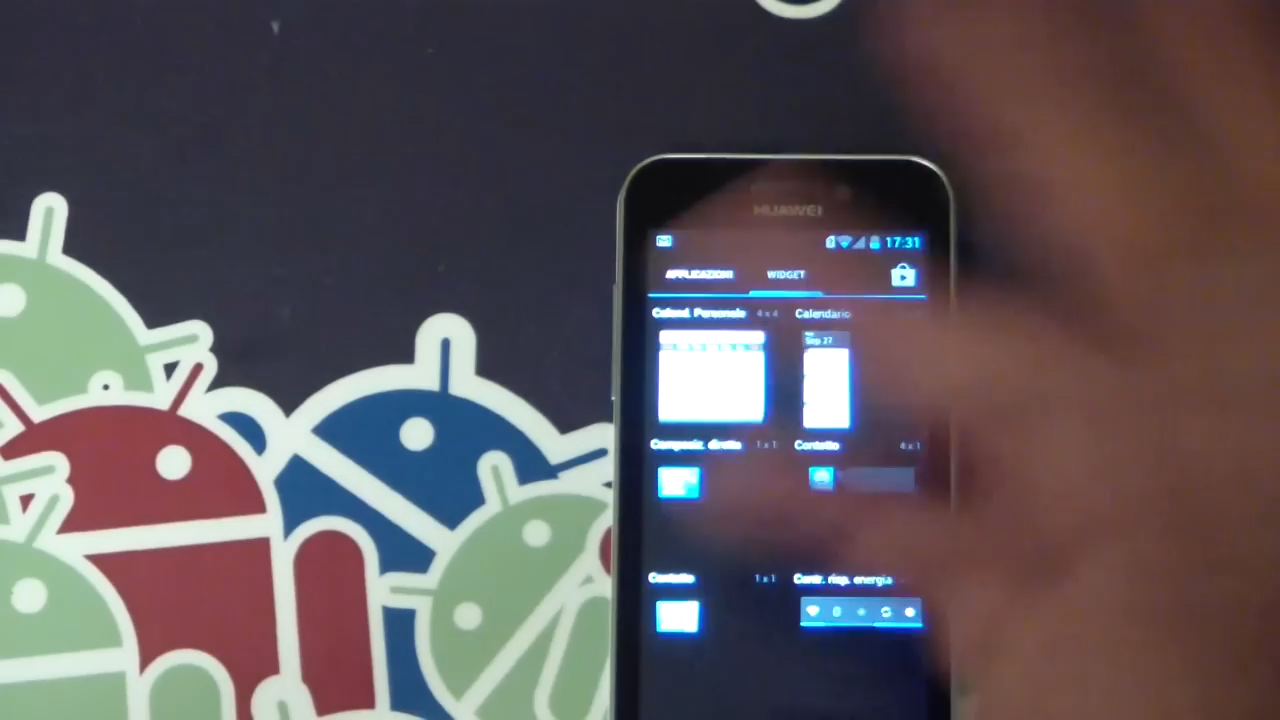 HUAWEI
17:31
APPLICAZIONI WIDGET
Calend. Personale 4 x 4 Calendario
Sep 27
Composiz. diretta 1 x 1 Contatto 4 x 1
Contatto 1 x 1 Contr. risp. energia